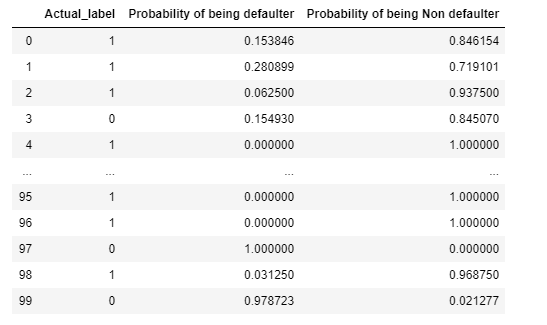 Actual_label Probability of being defaulter Probability of being Non defaulter
0 1 0.153846 0.846154
1 1 0.280899 0.719101
2 1 0.062500 0.937500
3 0 0.154930 0.845070
4 1 0.000000 1.000000
... ... ... ...
95 1 0.000000 1.000000
96 1 0.000000 1.000000
97 0 1.000000 0.000000
98 1 0.031250 0.968750
99 0 0.978723 0.021277